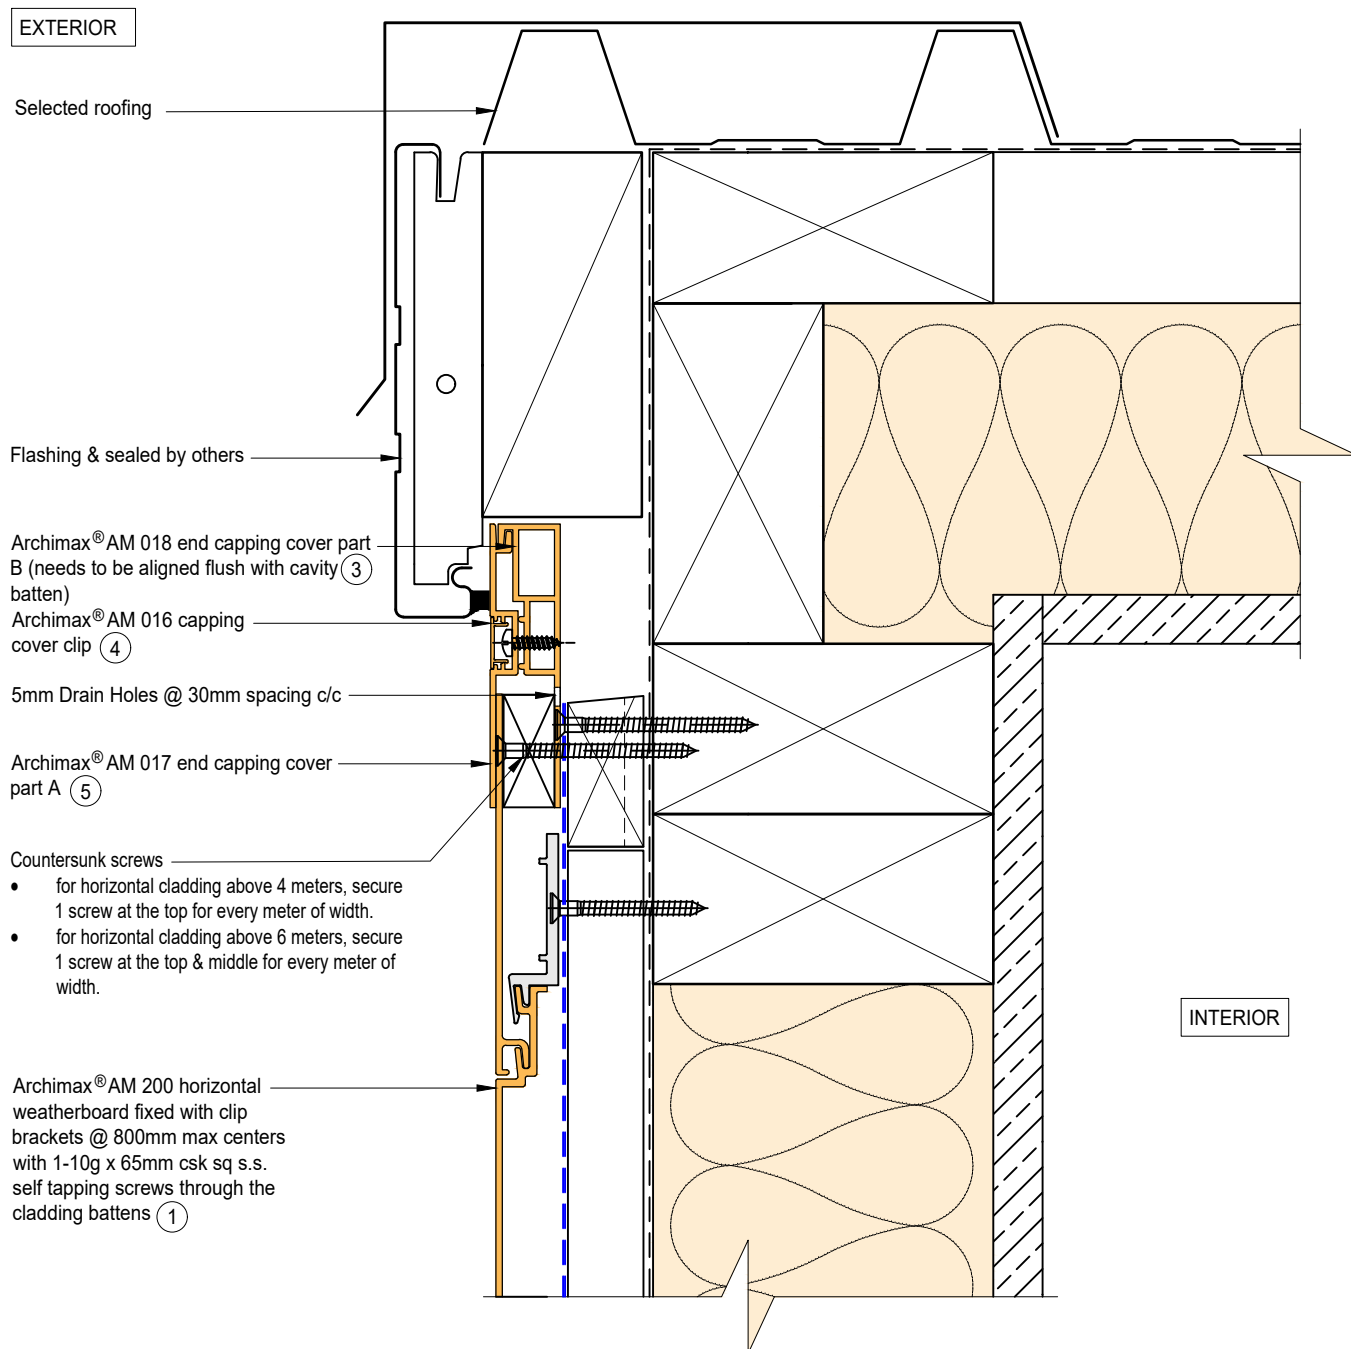 EXTERIOR
Selected roofing
Flashing & sealed by others
Archimax® AM 018 end capping cover part
B (needs to be aligned flush with cavity 3
batten)
Archimax® AM 016 capping
cover clip 4
5mm Drain Holes @ 30mm spacing c/c
Archimax® AM 017 end capping cover
part A 5
Countersunk screws
• for horizontal cladding above 4 meters, secure
1 screw at the top for every meter of width.
• for horizontal cladding above 6 meters, secure
1 screw at the top & middle for every meter of
width.
INTERIOR
Archimax® AM 200 horizontal
weatherboard fixed with clip
brackets @ 800mm max centers
with 1-10g x 65mm csk sq s.s.
self tapping screws through the
cladding battens 1